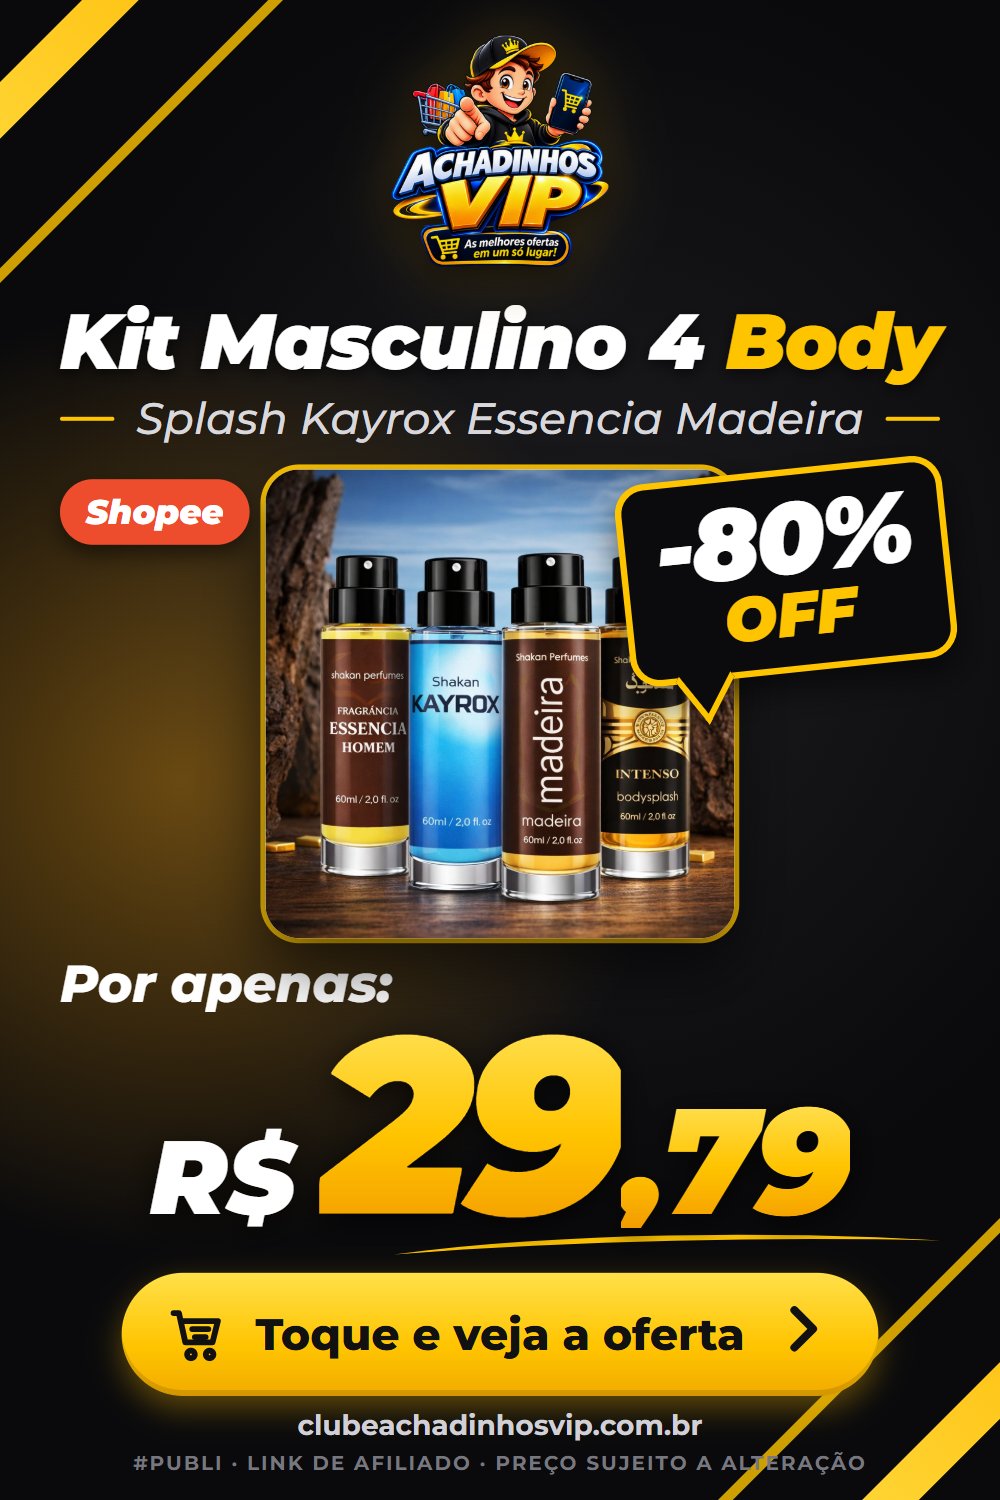 ACHADINHOS
VIP
As melhores ofertas
em um só lugar!
Kit Masculino 4 Body
Splash Kayrox Essencia Madeira
Shopee
-80%
OFF
shakan perfumes
FRAGRÂNCIA
ESSENCIA
HOMEM
60ml / 2,0 fl. oz
Shakan
KAYROX
60ml / 2,0 fl. oz
Shakan Perfumes
madeira
madeira
60ml / 2,0 fl. oz
INTENSO
bodysplash
60ml / 2,0 fl. oz
Por apenas:
R$ 29,79
Toque e veja a oferta
clubeachadinhosvip.com.br
#PUBLI · LINK DE AFILIADO · PREÇO SUJEITO A ALTERAÇÃO